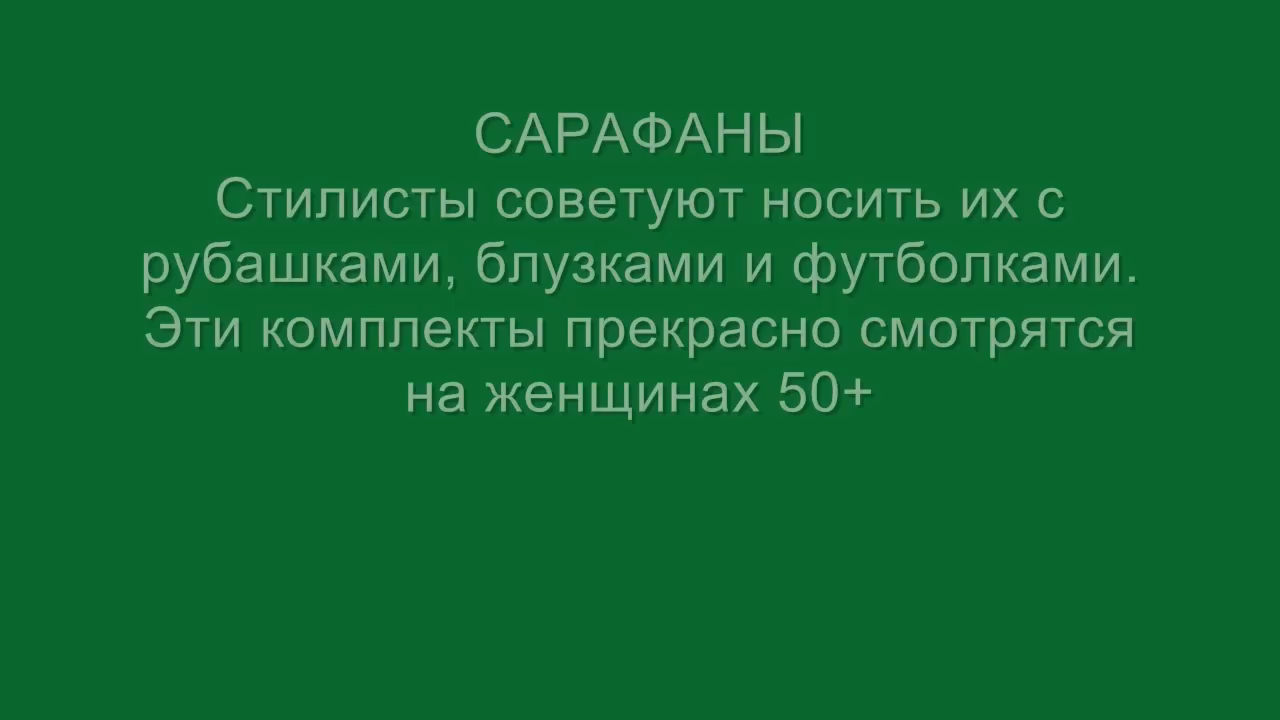 САРАФАНЫ
Стилисты советуют носить их с
рубашками, блузками и футболками.
Эти комплекты прекрасно смотрятся
на женщинах 50+